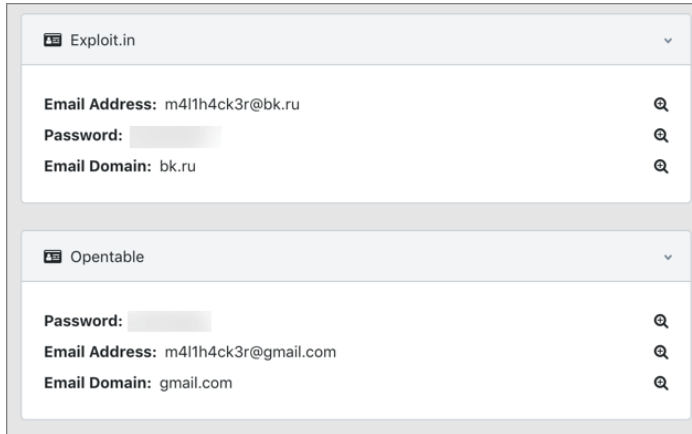 Exploit.in
Email Address: m4l1h4ck3r@bk.ru
Password:
Email Domain: bk.ru
Opentable
Password:
Email Address: m4l1h4ck3r@gmail.com
Email Domain: gmail.com